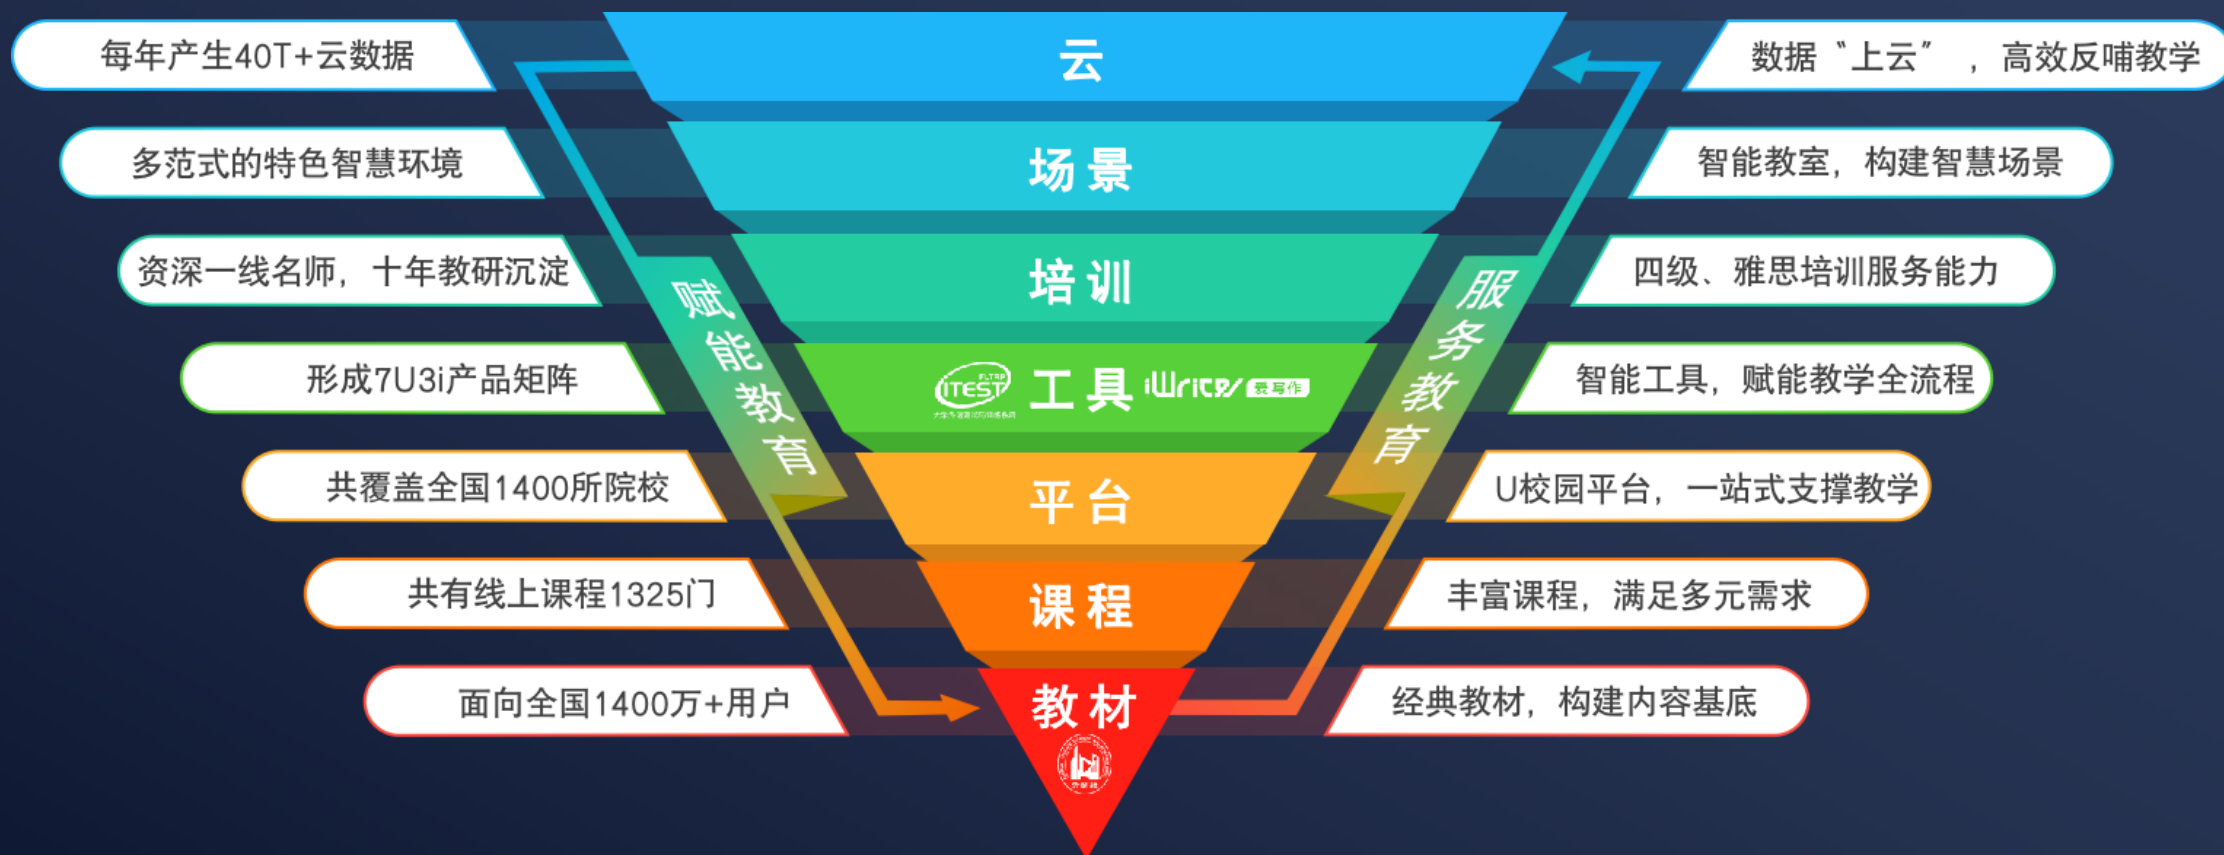 每年产生40T+云数据
云
数据“上云”，高效反哺教学
多范式的特色智慧环境
场景
智能教室，构建智慧场景
资深一线名师，十年教研沉淀
培训
四级、雅思培训服务能力
赋能教育
服务教育
形成7U3i产品矩阵
FLTRP
ITEST
工具
iWrite
爱写作
智能工具，赋能教学全流程
共覆盖全国1400所院校
平台
U校园平台，一站式支撑教学
共有线上课程1325门
课程
丰富课程，满足多元需求
面向全国1400万+用户
教材
经典教材，构建内容基底
外研社